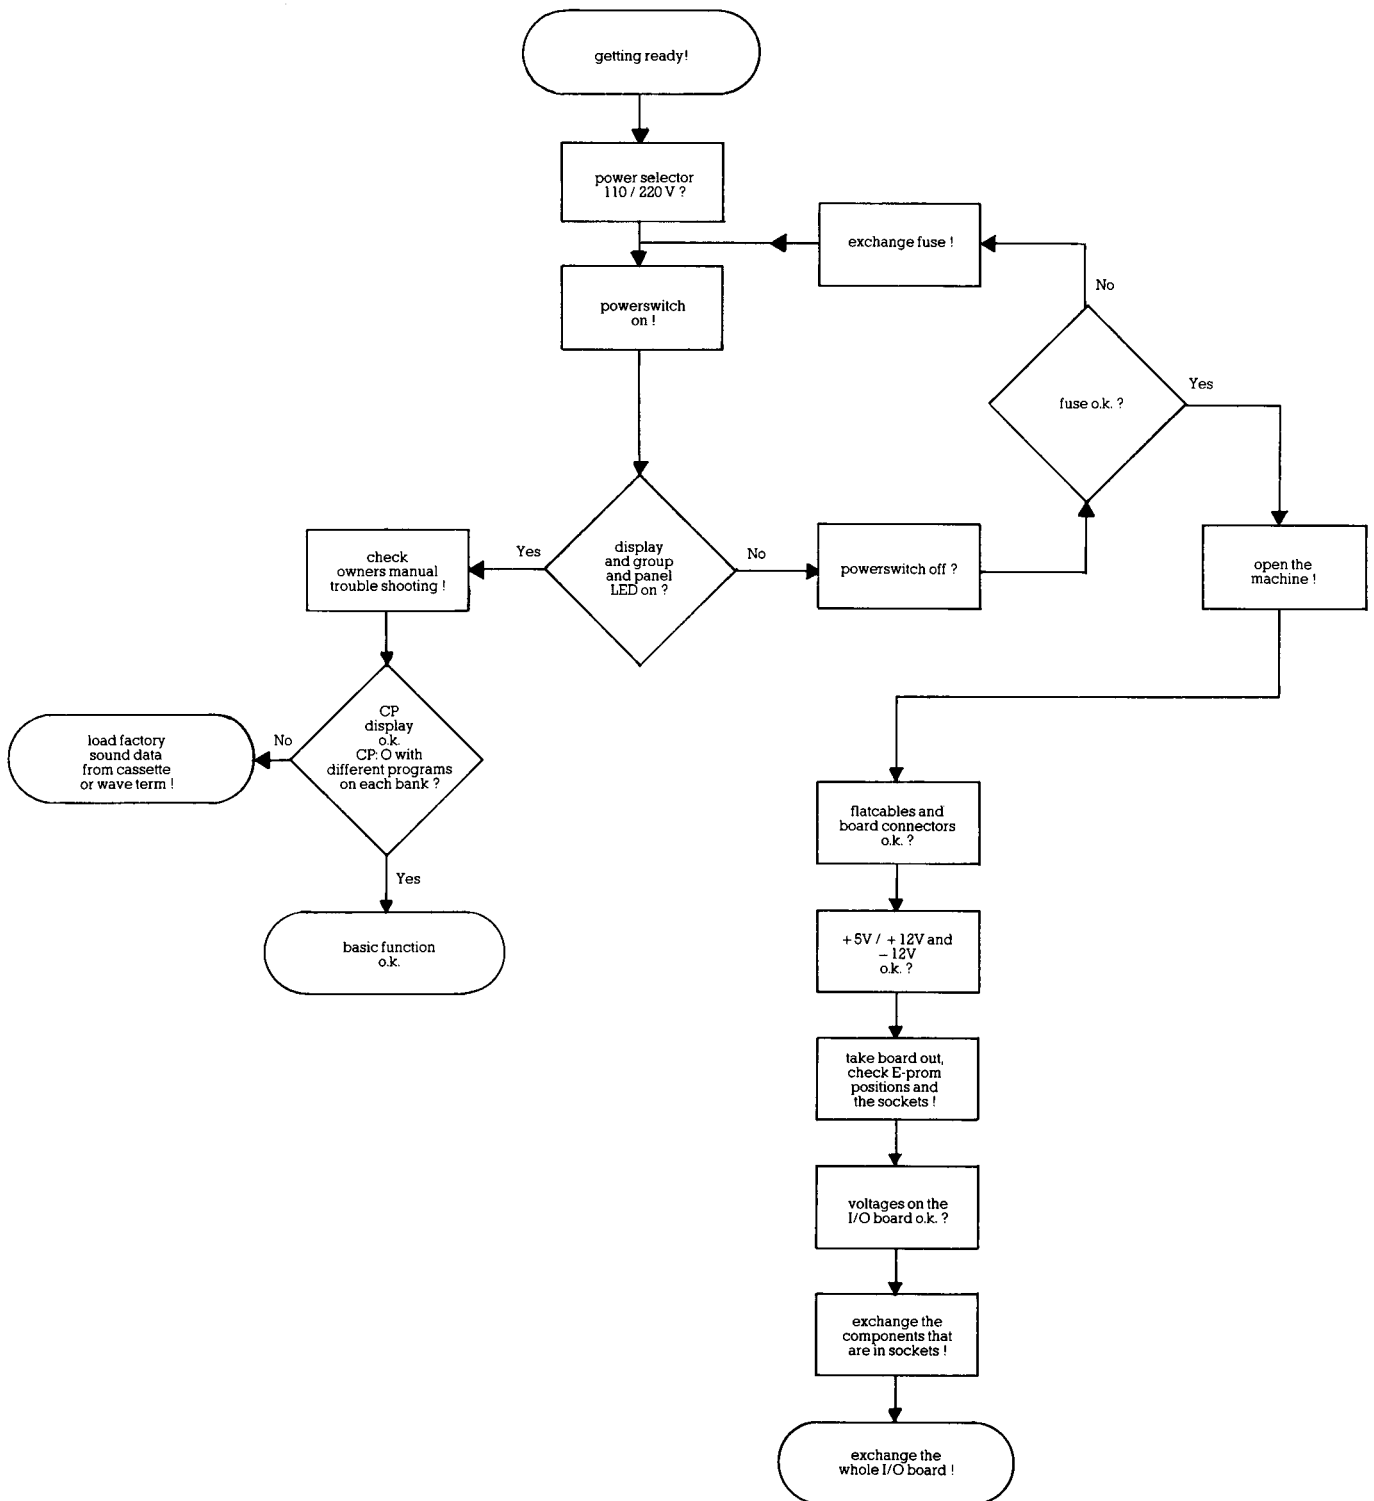 getting ready!
power selector
110 / 220 V ?
exchange fuse !
powerswitch
on !
No
fuse o.k. ?
Yes
display
and group
and panel
LED on ?
Yes
No
check
owners manual
trouble shooting !
powerswitch off ?
open the
machine !
CP
display
o.k.
CP: O with
different programs
on each bank ?
No
load factory
sound data
from cassette
or wave term !
Yes
basic function
o.k.
flatcables and
board connectors
o.k. ?
+ 5V / + 12V and
– 12V
o.k. ?
take board out,
check E-prom
positions and
the sockets !
voltages on the
I/O board o.k. ?
exchange the
components that
are in sockets !
exchange the
whole I/O board !